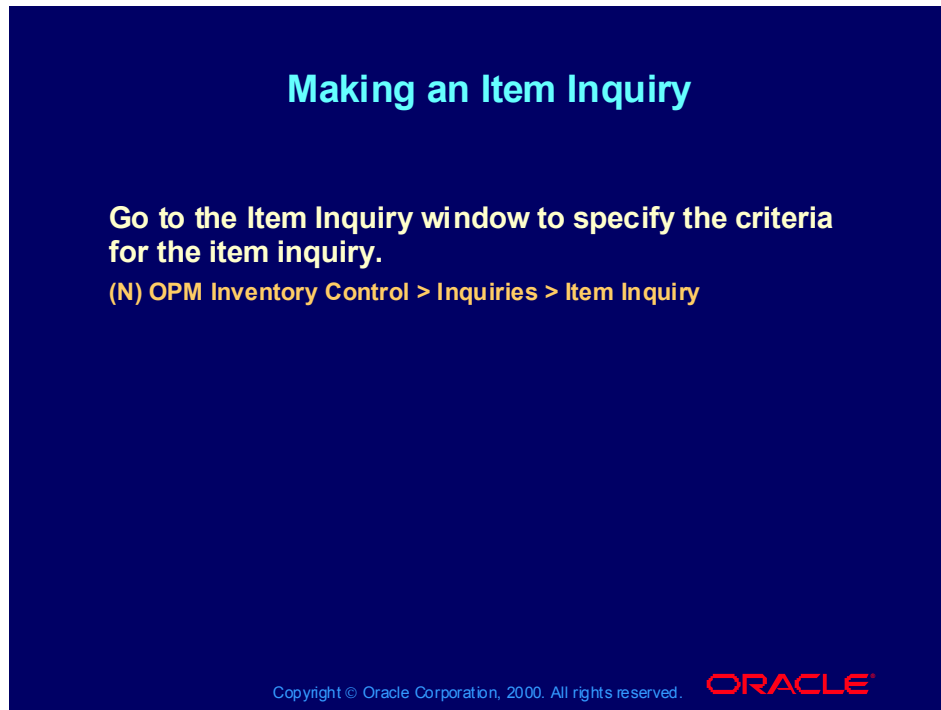 Making an Item Inquiry
Go to the Item Inquiry window to specify the criteria
for the item inquiry.
(N) OPM Inventory Control > Inquiries > Item Inquiry
Copyright © Oracle Corporation, 2000. All rights reserved.
ORACLE®